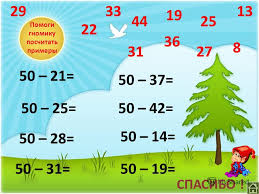 29 33 44 19 25 13
22
Помоги
гномику
посчитать
примеры
31 36 27 8
50 – 21= 50 – 37=
50 – 25= 50 – 42=
50 – 28= 50 – 14=
50 – 31= 50 – 19=
СПАСИБО